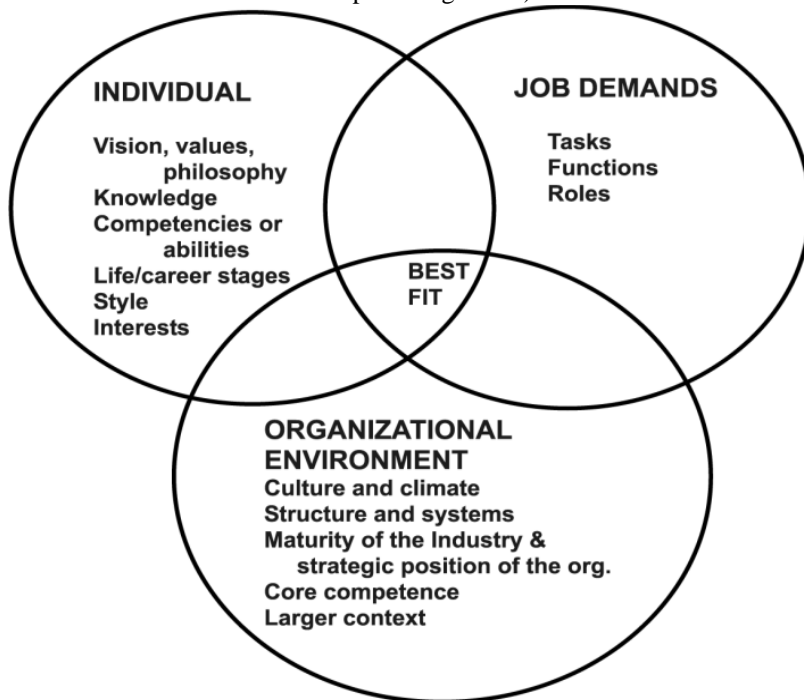 INDIVIDUAL
Vision, values,
philosophy
Knowledge
Competencies or
abilities
Life/career stages
Style
Interests
JOB DEMANDS
Tasks
Functions
Roles
BEST
FIT
ORGANIZATIONAL
ENVIRONMENT
Culture and climate
Structure and systems
Maturity of the Industry &
strategic position of the org.
Core competence
Larger context